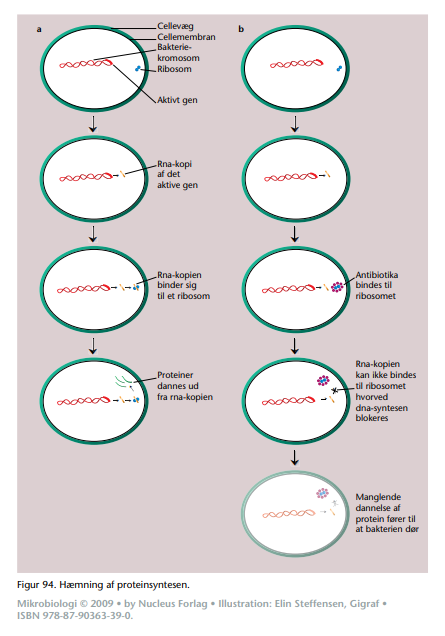 a
Cellevæg
Cellemembran
Bakterie-
kromosom
Ribosom
Aktivt gen
Rna-kopi
af det
aktive gen
Rna-kopien
binder sig
til et ribosom
Proteiner
dannes ud
fra rna-kopien
b
Antibiotika
bindes til
ribosomet
Rna-kopien
kan ikke bindes
til ribosomet
hvorved
dna-syntesen
blokeres
Manglende
dannelse af
protein fører til
at bakterien dør
Figur 94. Hæmning af proteinsyntesen.
Mikrobiologi © 2009 • by Nucleus Forlag • Illustration: Elin Steffensen, Gigraf •
ISBN 978-87-90363-39-0.